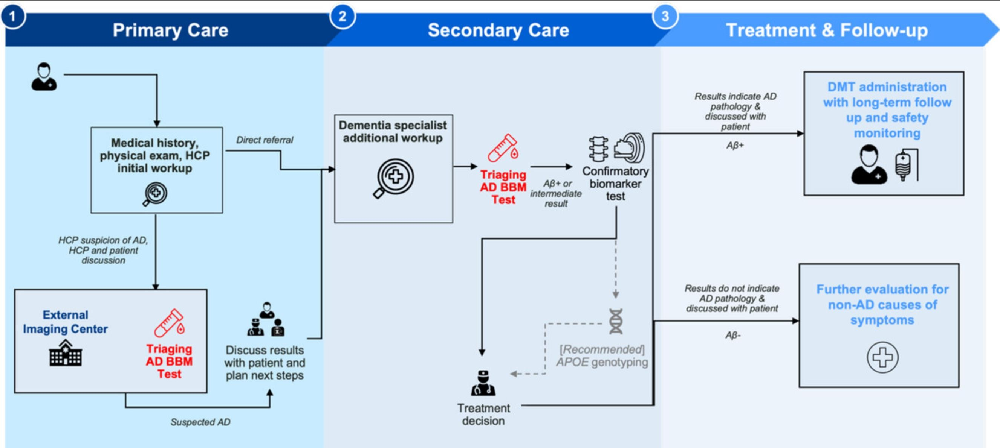 1
Primary Care
2
Secondary Care
3
Treatment & Follow-up
Medical history,
physical exam, HCP
initial workup
Direct referral
HCP suspicion of AD,
HCP and patient
discussion
External
Imaging Center
Triaging
AD BBM
Test
Suspected AD
Discuss results
with patient and
plan next steps
Dementia specialist
additional workup
Triaging
AD BBM
Test
Aβ+ or
intermediate
result
Confirmatory
biomarker
test
[Recommended]
APOE genotyping
Treatment
decision
Results indicate AD
pathology &
discussed with
patient
Aβ+
DMT administration
with long-term follow
up and safety
monitoring
Results do not indicate
AD pathology &
discussed with patient
Aβ-
Further evaluation for
non-AD causes of
symptoms